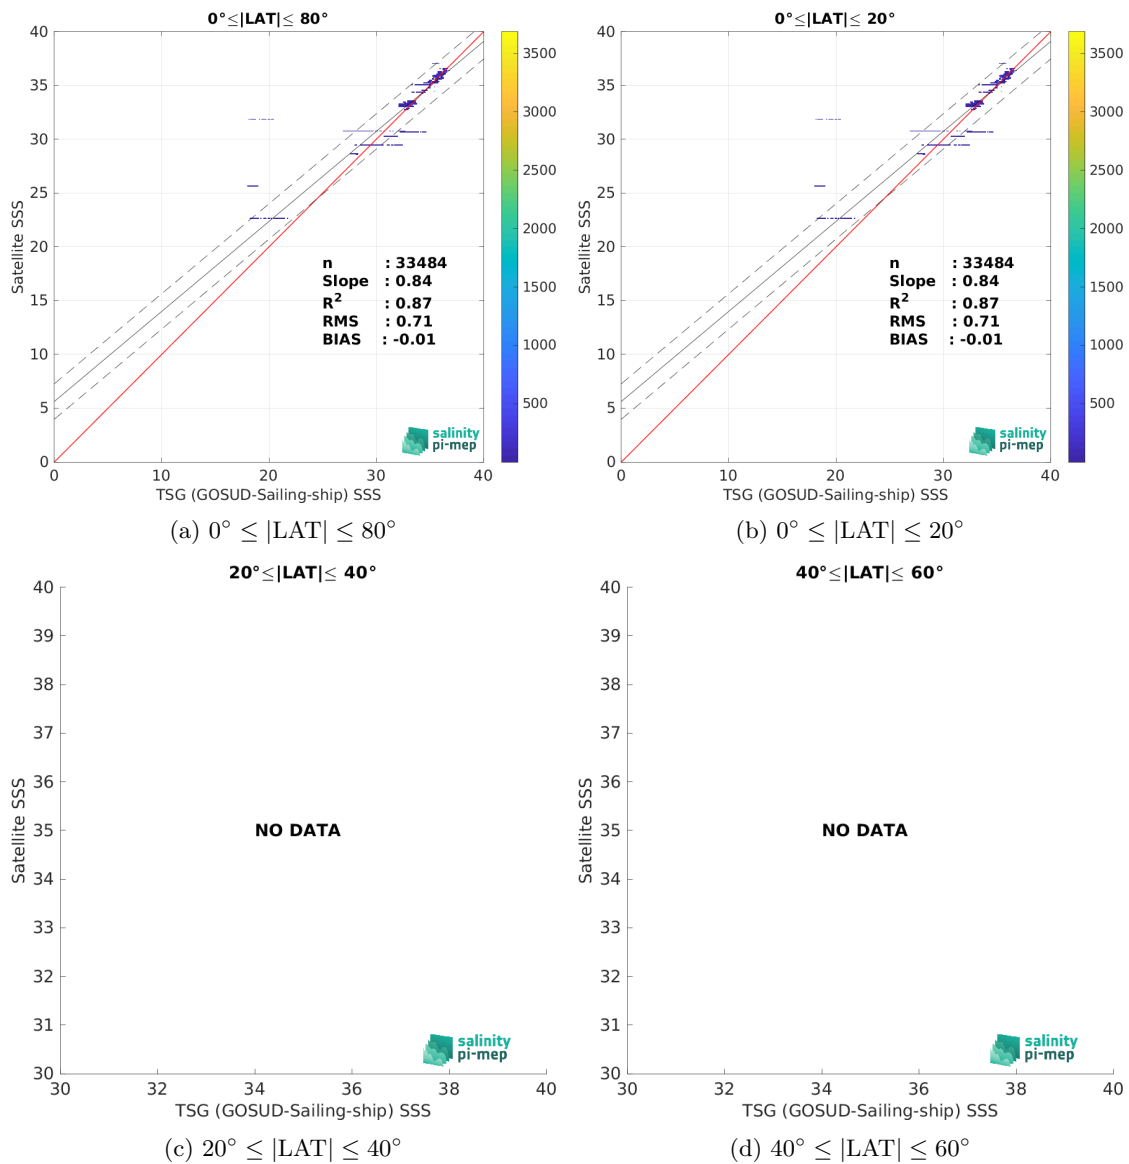 0°≤|LAT|≤ 80°
40
35
30
25
20
15
10
5
0
Satellite SSS
n : 33484
Slope : 0.84
R² : 0.87
RMS : 0.71
BIAS : -0.01
salinity
pi-mep
0 10 20 30 40
TSG (GOSUD-Sailing-ship) SSS
3500
3000
2500
2000
1500
1000
500
(a) 0° ≤ |LAT| ≤ 80°
0°≤|LAT|≤ 20°
40
35
30
25
20
15
10
5
0
Satellite SSS
n : 33484
Slope : 0.84
R² : 0.87
RMS : 0.71
BIAS : -0.01
salinity
pi-mep
0 10 20 30 40
TSG (GOSUD-Sailing-ship) SSS
3500
3000
2500
2000
1500
1000
500
(b) 0° ≤ |LAT| ≤ 20°
20°≤|LAT|≤ 40°
40
39
38
37
36
35
34
33
32
31
30
Satellite SSS
NO DATA
salinity
pi-mep
30 32 34 36 38 40
TSG (GOSUD-Sailing-ship) SSS
(c) 20° ≤ |LAT| ≤ 40°
40°≤|LAT|≤ 60°
40
39
38
37
36
35
34
33
32
31
30
Satellite SSS
NO DATA
salinity
pi-mep
30 32 34 36 38 40
TSG (GOSUD-Sailing-ship) SSS
(d) 40° ≤ |LAT| ≤ 60°